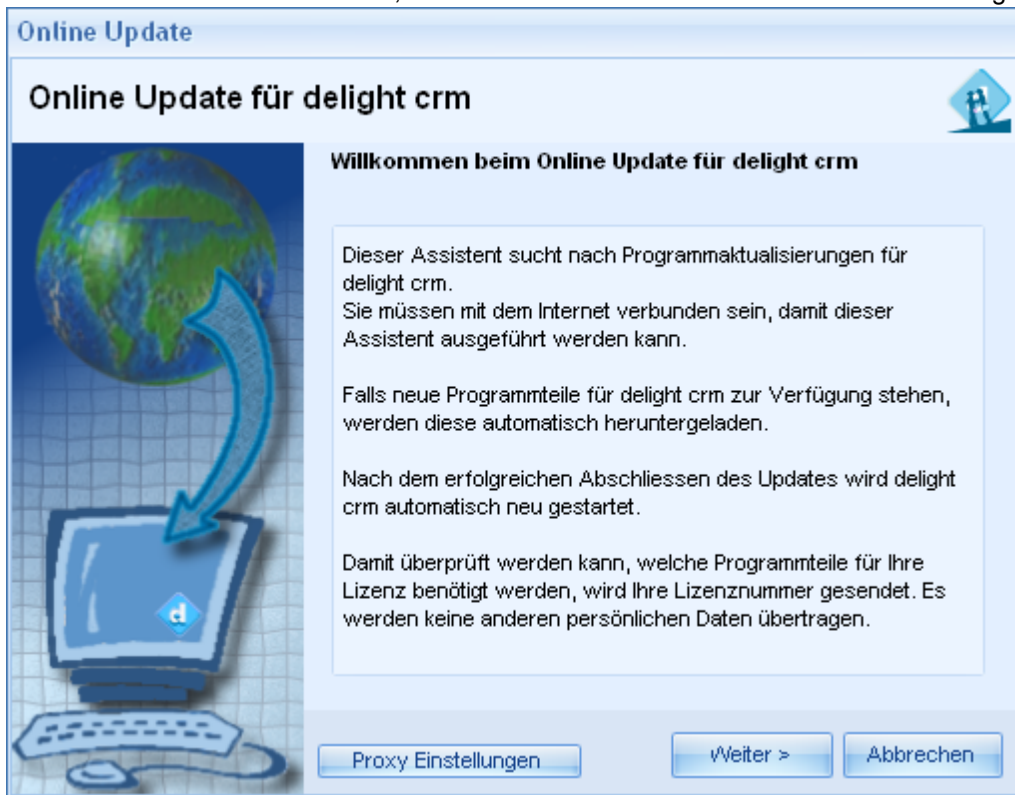 Online Update
Online Update für delight crm
Willkommen beim Online Update für delight crm
Dieser Assistent sucht nach Programmaktualisierungen für
delight crm.
Sie müssen mit dem Internet verbunden sein, damit dieser
Assistent ausgeführt werden kann.
Falls neue Programmteile für delight crm zur Verfügung stehen,
werden diese automatisch heruntergeladen.
Nach dem erfolgreichen Abschliessen des Updates wird delight
crm automatisch neu gestartet.
Damit überprüft werden kann, welche Programmteile für Ihre
Lizenz benötigt werden, wird Ihre Lizenznummer gesendet. Es
werden keine anderen persönlichen Daten übertragen.
d
Proxy Einstellungen
Weiter >
Abbrechen